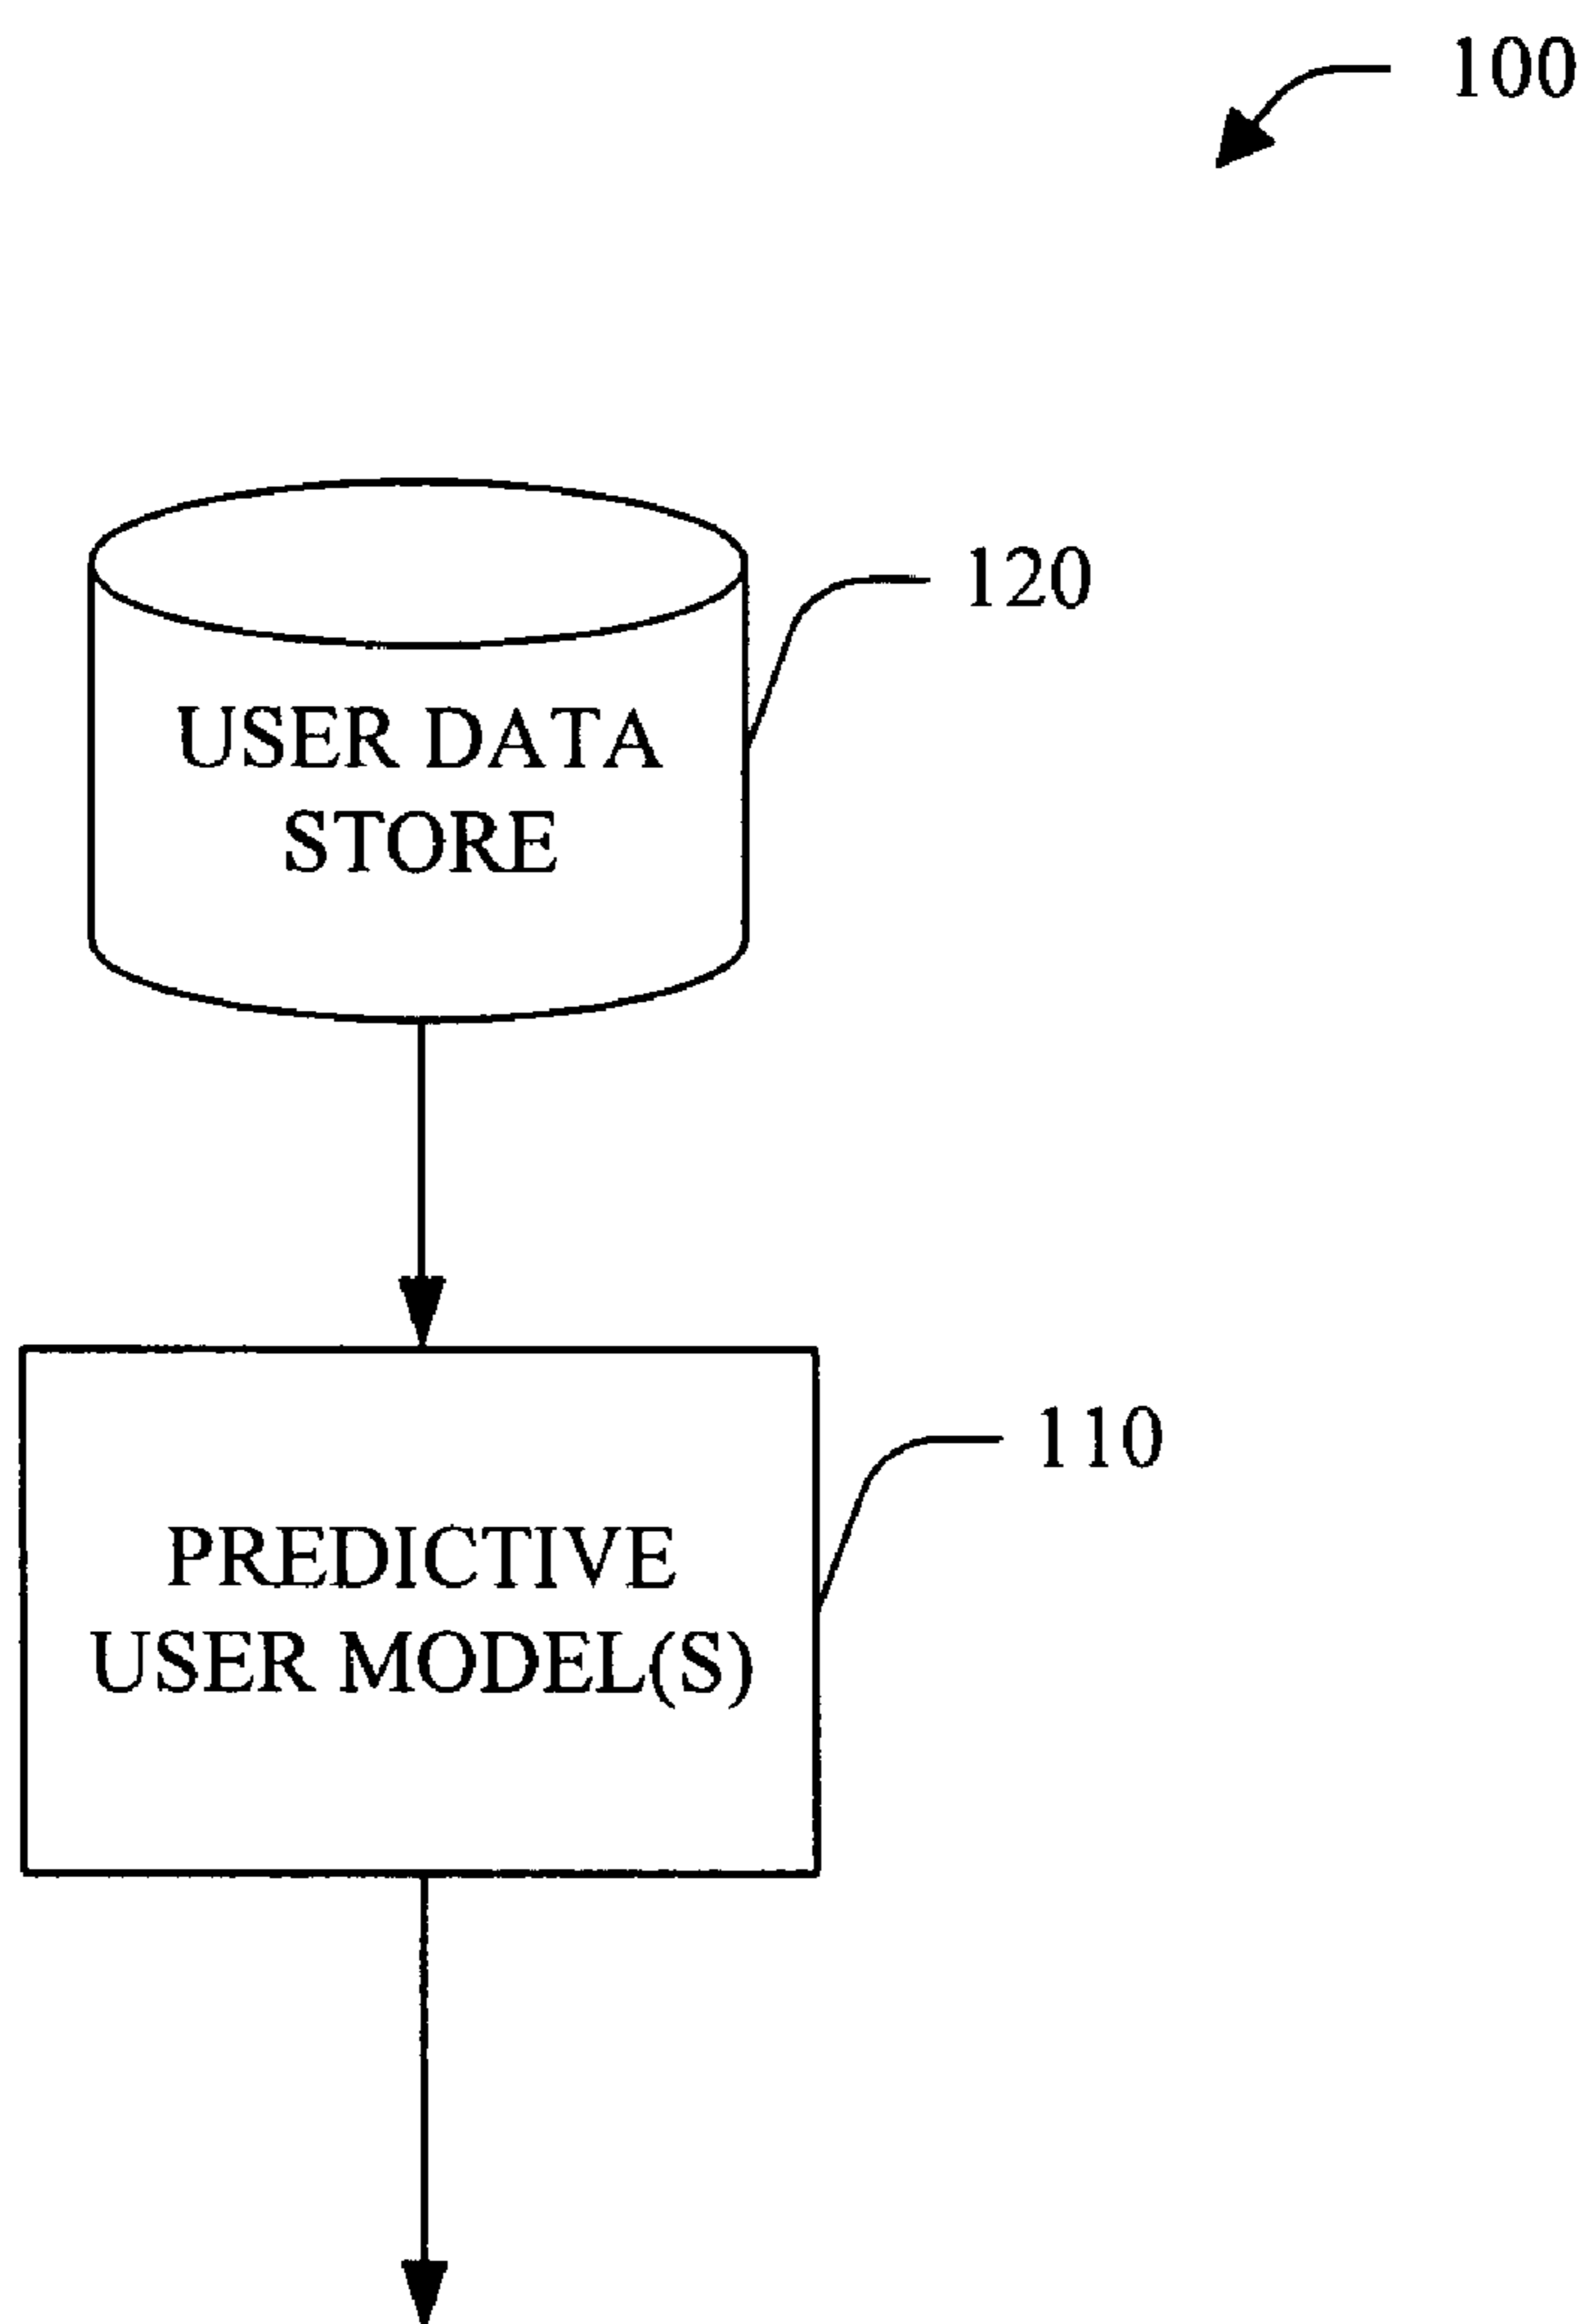 100
120
USER DATA
STORE
110
PREDICTIVE
USER MODEL(S)